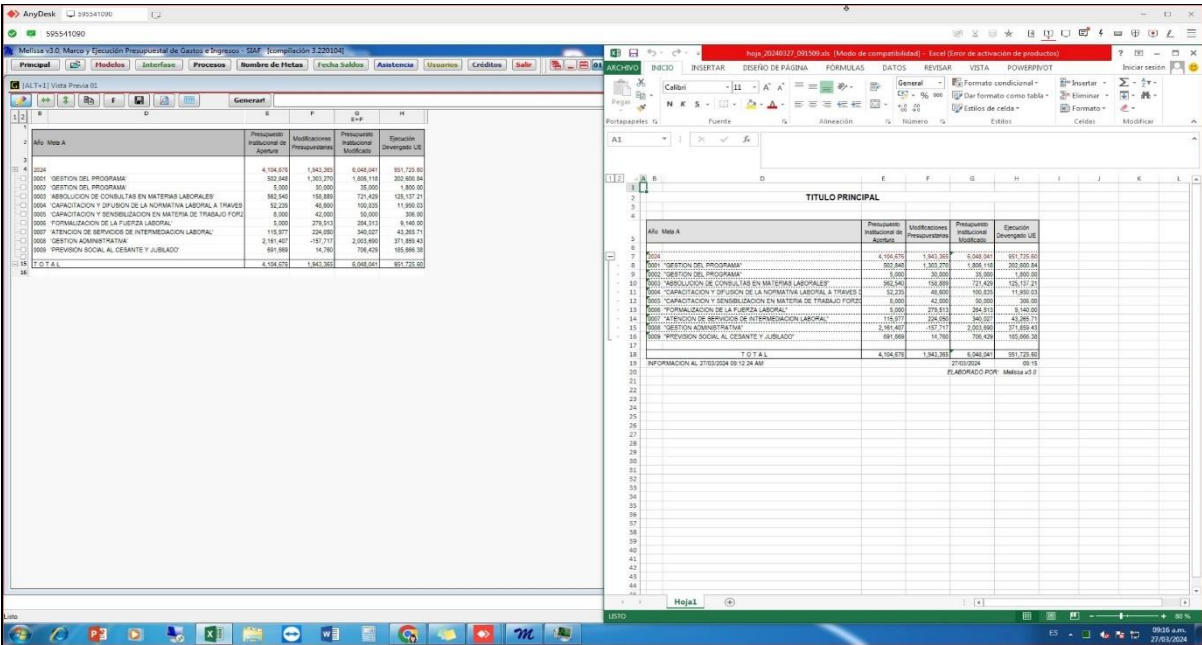 AnyDesk 595541090
595541090
Melissa v3.0, Marco y Ejecución Presupuestal de Gastos e Ingresos - SIAF [compilación 3.220104]
Principal Modelos Interfase Procesos Nombre de Metas Fecha Saldos Asistencia Usuarios Créditos Salir
[ALT+1] Vista Previa 01
F Generar!
1 2 B D E F G H
E+F
Año Meta A Presupuesto Institucional de Apertura Modificaciones Presupuestarias Presupuesto Institucional Modificado Ejecución Devengado UE
2024 4,104,676 1,943,365 6,048,041 951,725.60
0001 "GESTION DEL PROGRAMA" 502,848 1,303,270 1,806,118 202,600.84
0002 "GESTION DEL PROGRAMA" 5,000 30,000 35,000 1,800.00
0003 "ABSOLUCION DE CONSULTAS EN MATERIAS LABORALES" 562,540 158,889 721,429 125,137.21
0004 "CAPACITACION Y DIFUSION DE LA NORMATIVA LABORAL A TRAVES 52,235 48,600 100,835 11,950.03
0005 "CAPACITACION Y SENSIBILIZACION EN MATERIA DE TRABAJO FORZ 8,000 42,000 50,000 306.00
0006 "FORMALIZACION DE LA FUERZA LABORAL" 5,000 279,513 284,513 9,140.00
0007 "ATENCION DE SERVICIOS DE INTERMEDIACION LABORAL" 115,977 224,050 340,027 43,265.71
0008 "GESTION ADMINISTRATIVA" 2,161,407 -157,717 2,003,690 371,859.43
0009 "PREVISION SOCIAL AL CESANTE Y JUBILADO" 691,669 14,760 706,429 185,666.38
T O T A L 4,104,676 1,943,365 6,048,041 951,725.60
Listo
hoja_20240327_091509.xls [Modo de compatibilidad] - Excel (Error de activación de productos)
ARCHIVO INICIO INSERTAR DISEÑO DE PÁGINA FÓRMULAS DATOS REVISAR VISTA POWERPIVOT Iniciar sesión
Pegar Calibri 11 General Formato condicional Insertar
N K S % 000 Dar formato como tabla Eliminar
Estilos de celda Formato
Portapapeles Fuente Alineación Número Estilos Celdas Modificar
A1
1 2 A B D E F G H I J K L
TITULO PRINCIPAL
Año Meta A Presupuesto Institucional de Apertura Modificaciones Presupuestarias Presupuesto Institucional Modificado Ejecución Devengado UE
2024 4,104,676 1,943,365 6,048,041 951,725.60
0001 "GESTION DEL PROGRAMA" 502,848 1,303,270 1,806,118 202,600.84
0002 "GESTION DEL PROGRAMA" 5,000 30,000 35,000 1,800.00
0003 "ABSOLUCION DE CONSULTAS EN MATERIAS LABORALES" 562,540 158,889 721,429 125,137.21
0004 "CAPACITACION Y DIFUSION DE LA NORMATIVA LABORAL A TRAVES D 52,235 48,600 100,835 11,950.03
0005 "CAPACITACION Y SENSIBILIZACION EN MATERIA DE TRABAJO FORZO 8,000 42,000 50,000 306.00
0006 "FORMALIZACION DE LA FUERZA LABORAL" 5,000 279,513 284,513 9,140.00
0007 "ATENCION DE SERVICIOS DE INTERMEDIACION LABORAL" 115,977 224,050 340,027 43,265.71
0008 "GESTION ADMINISTRATIVA" 2,161,407 -157,717 2,003,690 371,859.43
0009 "PREVISION SOCIAL AL CESANTE Y JUBILADO" 691,669 14,760 706,429 185,666.38
T O T A L 4,104,676 1,943,365 6,048,041 951,725.60
INFORMACION AL 27/03/2024 09:12:24 AM 27/03/2024 09:15
ELABORADO POR: Melissa v3.0
Hoja1
LISTO 80 %
ES 09:16 a.m.
27/03/2024